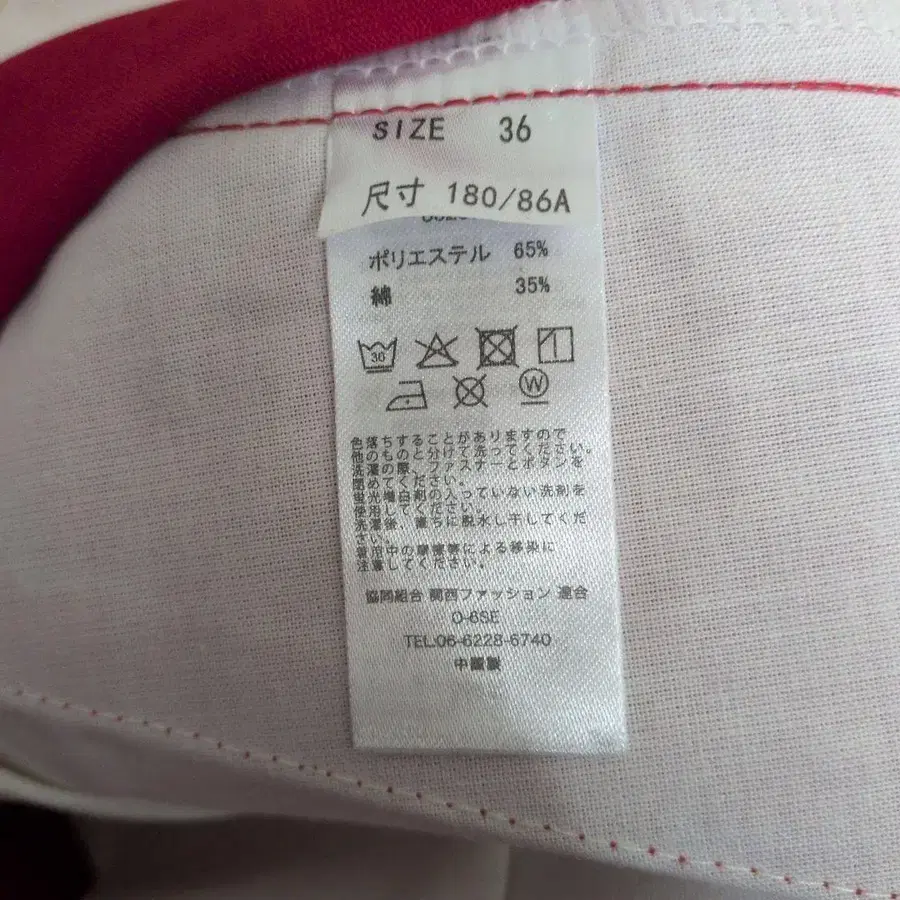 SIZE 36
尺寸 180/86A
ポリエステル 65%
綿 35%
30
W
色落ちすることがありますので
他のものと分けて洗ってください。
洗濯の際、ファスナーとボタンを
閉めてください。
蛍光増白剤の入っていない洗剤を
使用してください。
洗濯後、直ちに脱水し干してくだ
さい。
着用中の摩擦等による移染に
注意してください。
協同組合 関西ファッション 連合
O-6SE
TEL.06-6228-6740
中国製